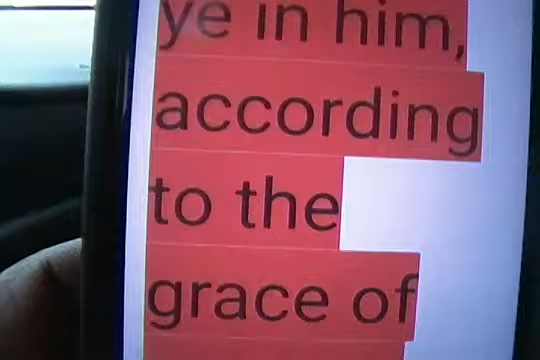 ye in him,
according
to the
grace of